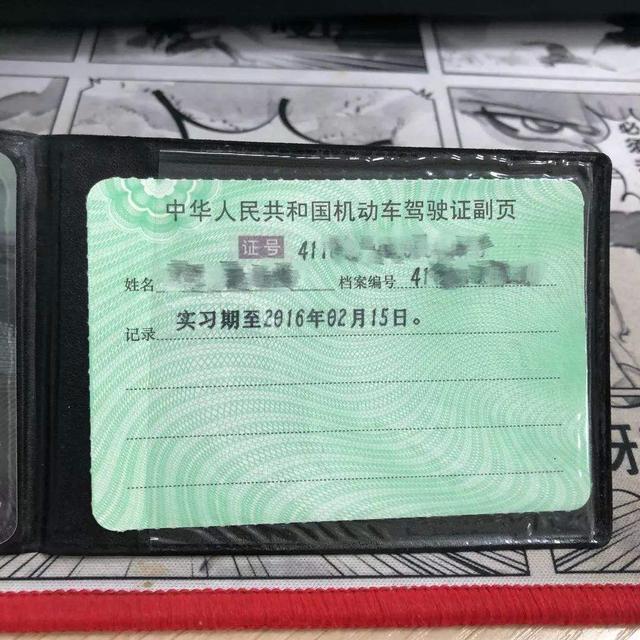 中华人民共和国机动车驾驶证副页
证号 411
姓名 档案编号 41
记录 实习期至2016年02月15日。